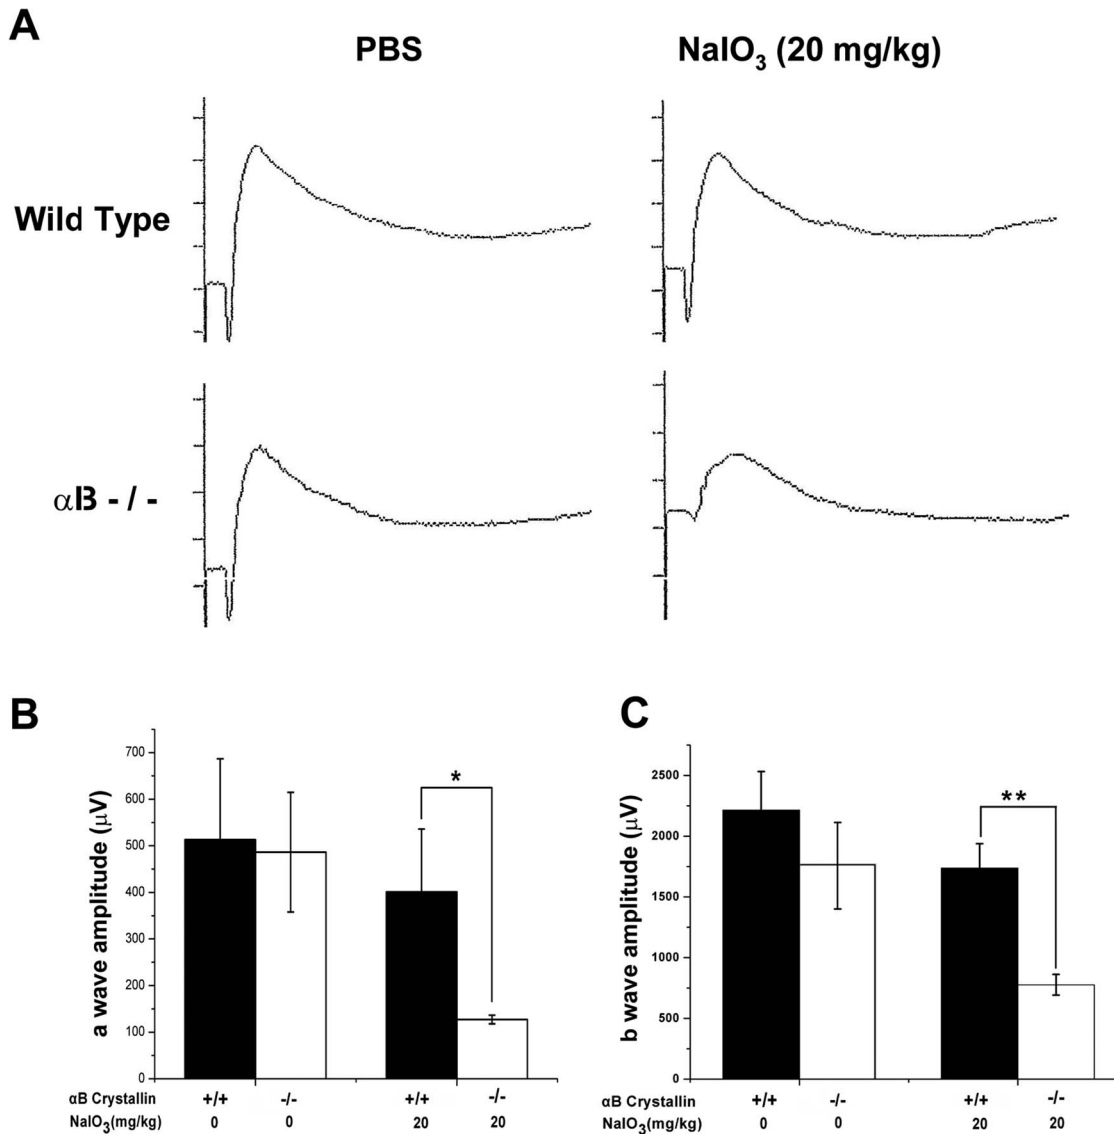 A
PBS NaIO₃ (20 mg/kg)
Wild Type
αB - / -
B
a wave amplitude (μV)
700
600
500
400
300
200
100
0
*
αB Crystallin +/+ -/- +/+ -/-
NaIO₃(mg/kg) 0 0 20 20
C
b wave amplitude (μV)
2500
2000
1500
1000
500
0
**
αB Crystallin +/+ -/- +/+ -/-
NaIO₃(mg/kg) 0 0 20 20